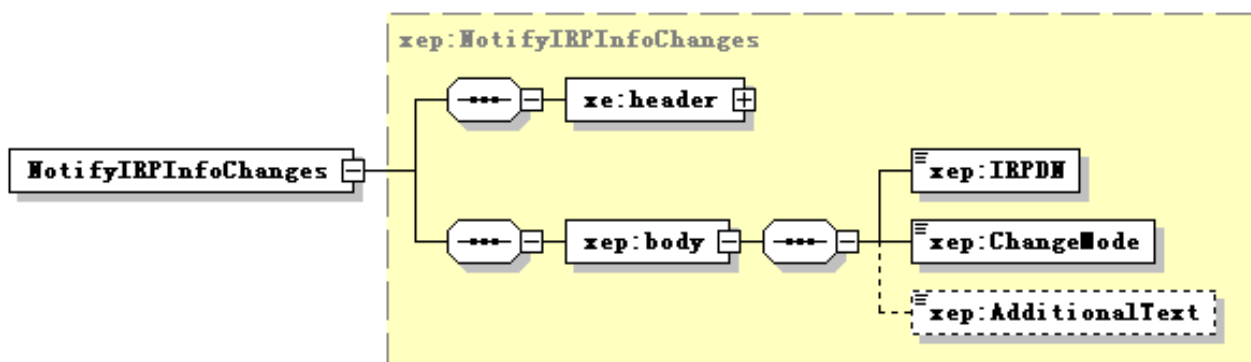 xep:NotifyIRPInfoChanges
xe:header
NotifyIRPInfoChanges
xep:IRPDN
xep:body
xep:ChangeMode
xep:AdditionalText